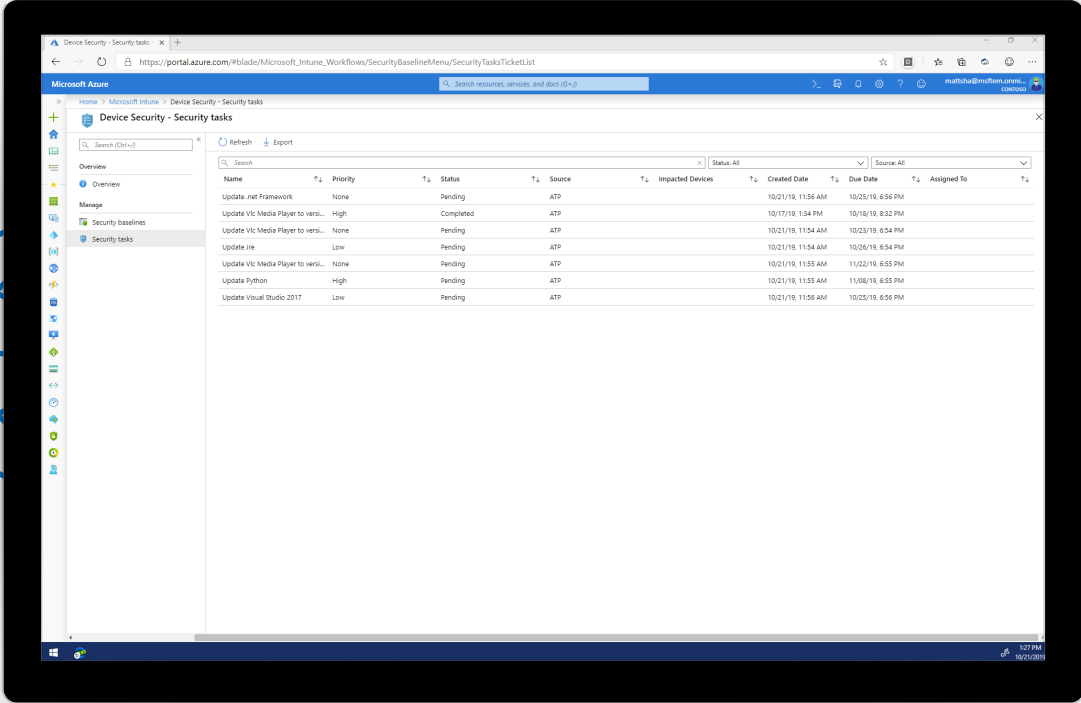 Device Security - Security tasks -
https://portal.azure.com/#blade/Microsoft_Intune_Workflows/SecurityBaselineMenu/SecurityTasksTicketList
Microsoft Azure Search resources, services, and docs (G+/) mattsha@msftem.onmi...
CONTOSO
Home > Microsoft Intune > Device Security - Security tasks
Device Security - Security tasks
Search (Ctrl+/)
Overview
Overview
Manage
Security baselines
Security tasks
Refresh Export
Search Status: All Source: All
Name Priority Status Source Impacted Devices Created Date Due Date Assigned To
Update .net Framework None Pending ATP 10/21/19, 11:56 AM 10/25/19, 6:56 PM
Update Vlc Media Player to versi... High Completed ATP 10/17/19, 1:34 PM 10/18/19, 8:32 PM
Update Vlc Media Player to versi... None Pending ATP 10/21/19, 11:54 AM 10/23/19, 6:54 PM
Update Jre Low Pending ATP 10/21/19, 11:54 AM 10/26/19, 6:54 PM
Update Vlc Media Player to versi... None Pending ATP 10/21/19, 11:55 AM 11/22/19, 6:55 PM
Update Python High Pending ATP 10/21/19, 11:55 AM 11/08/19, 6:55 PM
Update Visual Studio 2017 Low Pending ATP 10/21/19, 11:56 AM 10/25/19, 6:56 PM
1:27 PM
10/21/2019